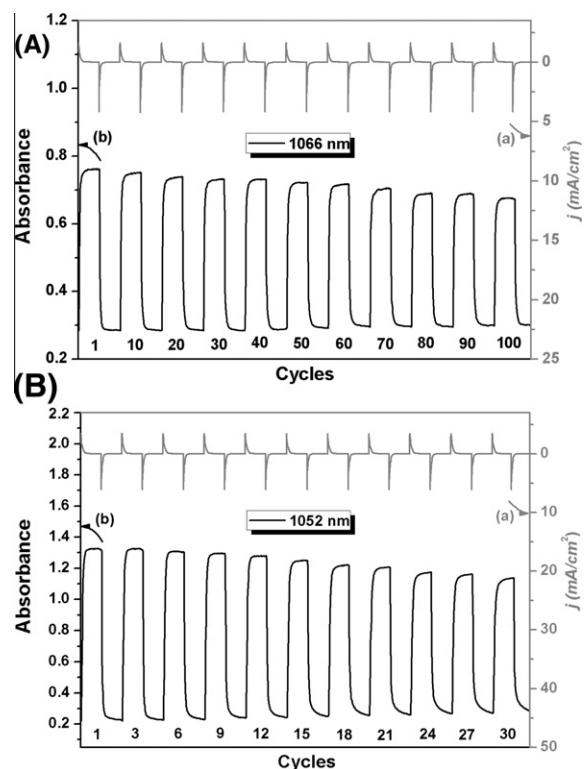 (A)
1.2
1.0
0.8
0.6
0.4
0.2
Absorbance
(b)
1066 nm
(a)
0
5
10
15
20
25
j (mA/cm²)
1 10 20 30 40 50 60 70 80 90 100
Cycles
(B)
2.2
2.0
1.8
1.6
1.4
1.2
1.0
0.8
0.6
0.4
0.2
Absorbance
(b)
1052 nm
(a)
0
10
20
30
40
50
j (mA/cm²)
1 3 6 9 12 15 18 21 24 27 30
Cycles